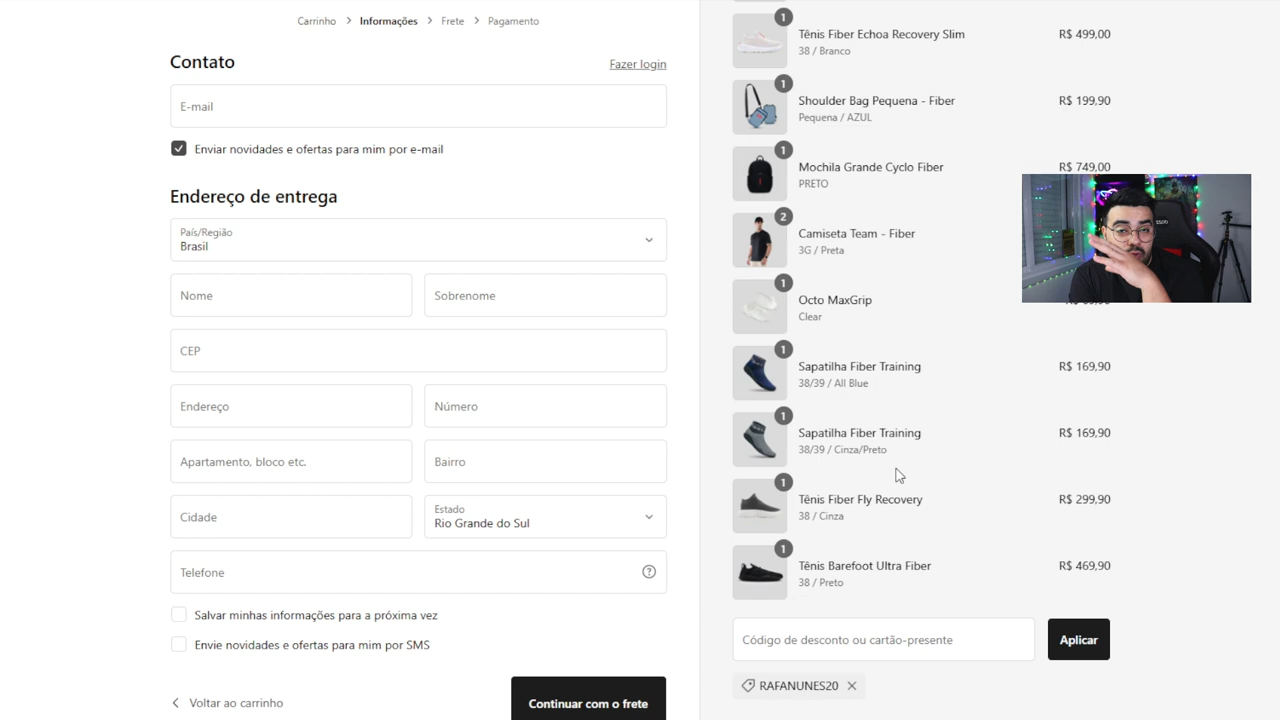 Carrinho > Informações > Frete > Pagamento
Contato
Fazer login
E-mail
Enviar novidades e ofertas para mim por e-mail
Endereço de entrega
País/Região
Brasil
Nome
Sobrenome
CEP
Endereço
Número
Apartamento, bloco etc.
Bairro
Cidade
Estado
Rio Grande do Sul
Telefone
Salvar minhas informações para a próxima vez
Envie novidades e ofertas para mim por SMS
Voltar ao carrinho
Continuar com o frete
1
Tênis Fiber Echoa Recovery Slim
R$ 499,00
38 / Branco
1
Shoulder Bag Pequena - Fiber
R$ 199,90
Pequena / AZUL
1
Mochila Grande Cyclo Fiber
R$ 749,00
PRETO
2
Camiseta Team - Fiber
3G / Preta
1
Octo MaxGrip
Clear
1
Sapatilha Fiber Training
R$ 169,90
38/39 / All Blue
1
Sapatilha Fiber Training
R$ 169,90
38/39 / Cinza/Preto
1
Tênis Fiber Fly Recovery
R$ 299,90
38 / Cinza
1
Tênis Barefoot Ultra Fiber
R$ 469,90
38 / Preto
Código de desconto ou cartão-presente
Aplicar
RAFANUNES20